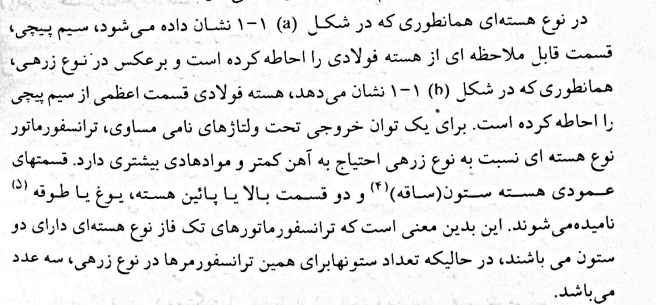 در نوع هسته‌ای همانطوری که در شکل (a) ۱-۱ نشان داده می‌شود، سیم پیچی،
قسمت قابل ملاحظه ای از هسته فولادی را احاطه کرده است و برعکس در نوع زرهی،
همانطوری که در شکل (b) ۱-۱ نشان می‌دهد، هسته فولادی قسمت اعظمی از سیم پیچی
را احاطه کرده است. برای یک توان خروجی تحت ولتاژهای نامی مساوی، ترانسفورماتور
نوع هسته ای نسبت به نوع زرهی احتیاج به آهن کمتر و موادهادی بیشتری دارد. قسمتهای
عمودی هسته ستون(ساقه)(۴) و دو قسمت بالا یا پائین هسته، یوغ یا طوقه (۵)
نامیده‌می‌شوند. این بدین معنی است که ترانسفورماتورهای تک فاز نوع هسته‌ای دارای دو
ستون می باشند، در حالیکه تعداد ستونهابرای همین ترانسفورمرها در نوع زرهی، سه عدد
می‌باشد.